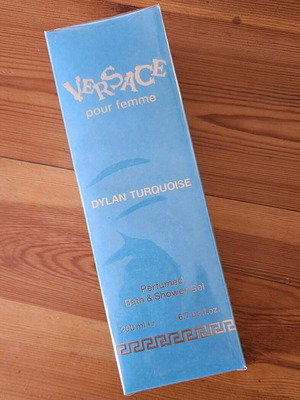 VERSACE
pour femme
DYLAN TURQUOISE
Perfumed
Bath & Shower Gel
200 ml e 6.7 fl. oz.